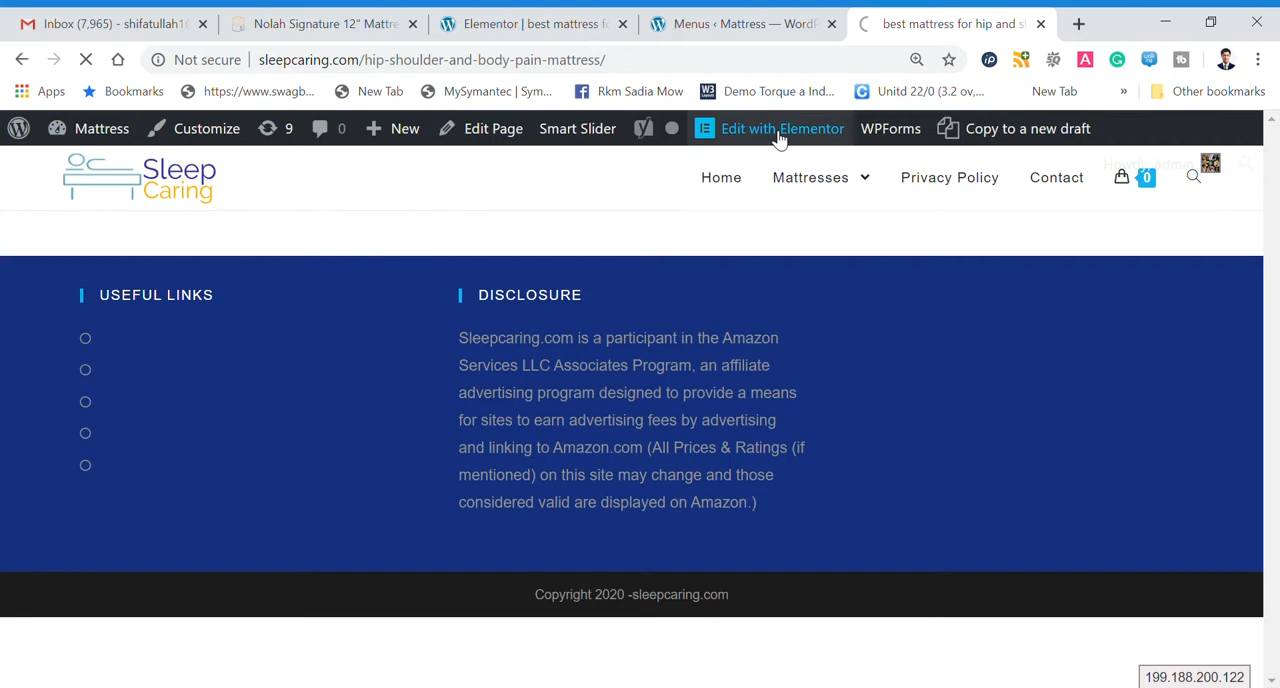 Inbox (7,965) - shifatullah1
Nolah Signature 12" Mattre
Elementor | best mattress fo
Menus ‹ Mattress — WordP
best mattress for hip and s
Not secure
sleepcaring.com/hip-shoulder-and-body-pain-mattress/
Apps
Bookmarks
https://www.swagb...
New Tab
MySymantec | Sym...
Rkm Sadia Mow
Demo Torque a Ind...
Unitd 22/0 (3.2 ov,...
New Tab
»
Other bookmarks
Mattress
Customize
9
0
New
Edit Page
Smart Slider
Edit with Elementor
WPForms
Copy to a new draft
Howdy, admin
Sleep
Caring
Home
Mattresses
Privacy Policy
Contact
0
USEFUL LINKS
DISCLOSURE
Sleepcaring.com is a participant in the Amazon
Services LLC Associates Program, an affiliate
advertising program designed to provide a means
for sites to earn advertising fees by advertising
and linking to Amazon.com (All Prices & Ratings (if
mentioned) on this site may change and those
considered valid are displayed on Amazon.)
Copyright 2020 -sleepcaring.com
199.188.200.122